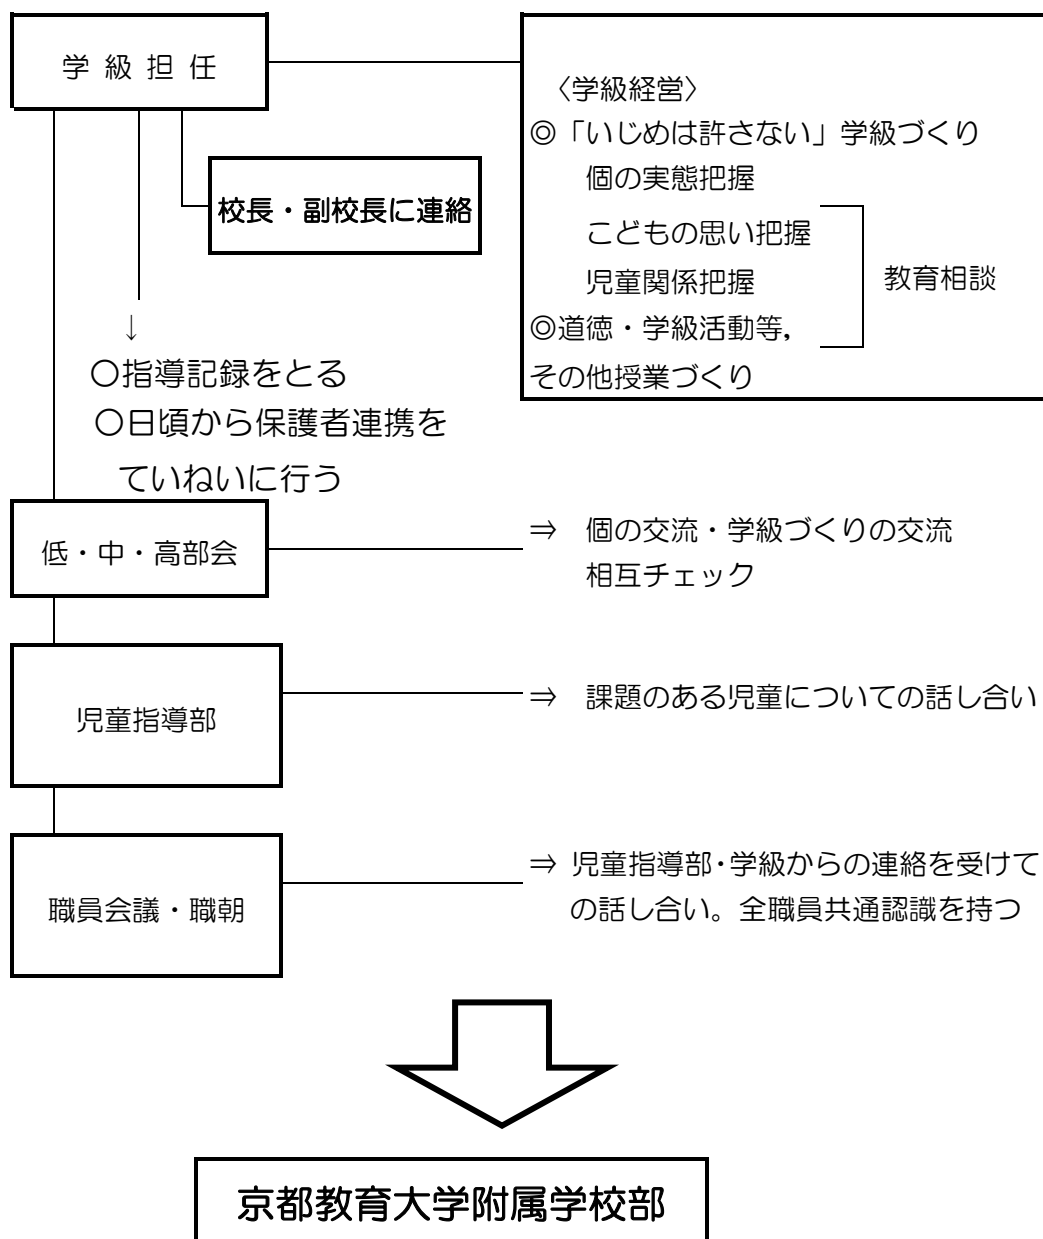 学 級 担 任
〈学級経営〉
◎「いじめは許さない」学級づくり
個の実態把握
こどもの思い把握
児童関係把握
教育相談
◎道徳・学級活動等，
その他授業づくり
校長・副校長に連絡
↓
○指導記録をとる
○日頃から保護者連携を
ていねいに行う
低・中・高部会
⇒ 個の交流・学級づくりの交流
相互チェック
児童指導部
⇒ 課題のある児童についての話し合い
職員会議・職朝
⇒ 児童指導部・学級からの連絡を受けて
の話し合い。全職員共通認識を持つ
京都教育大学附属学校部